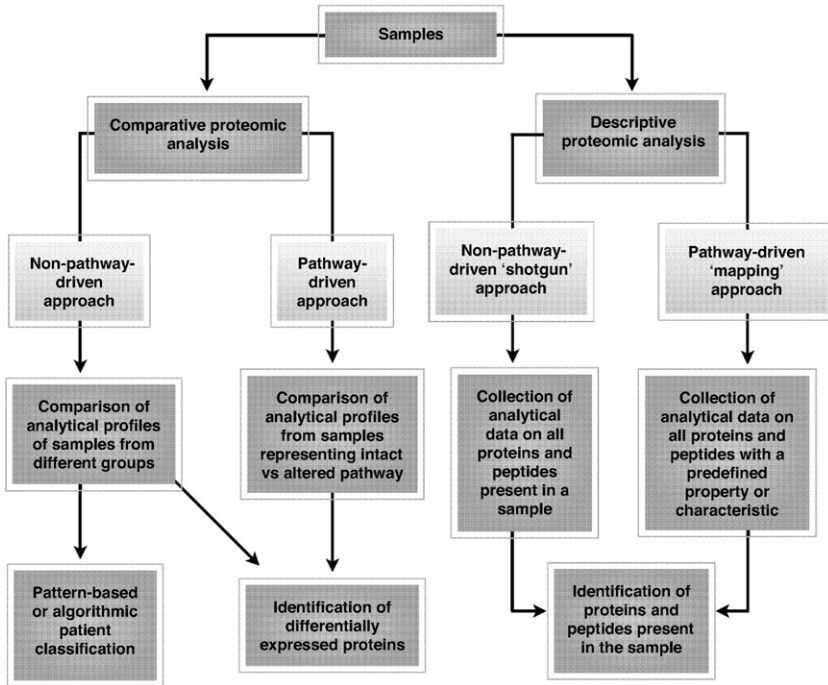 Samples
Comparative proteomic
analysis
Descriptive
proteomic analysis
Non-pathway-
driven
approach
Pathway-
driven
approach
Non-pathway-
driven ‘shotgun’
approach
Pathway-driven
‘mapping’
approach
Comparison of
analytical profiles
of samples from
different groups
Comparison of
analytical profiles
from samples
representing intact
vs altered pathway
Collection of
analytical
data on all
proteins and
peptides
present in a
sample
Collection of
analytical data on
all proteins and
peptides with a
predefined
property or
characteristic
Pattern-based
or algorithmic
patient
classification
Identification of
differentially
expressed proteins
Identification of
proteins and
peptides present
in the sample